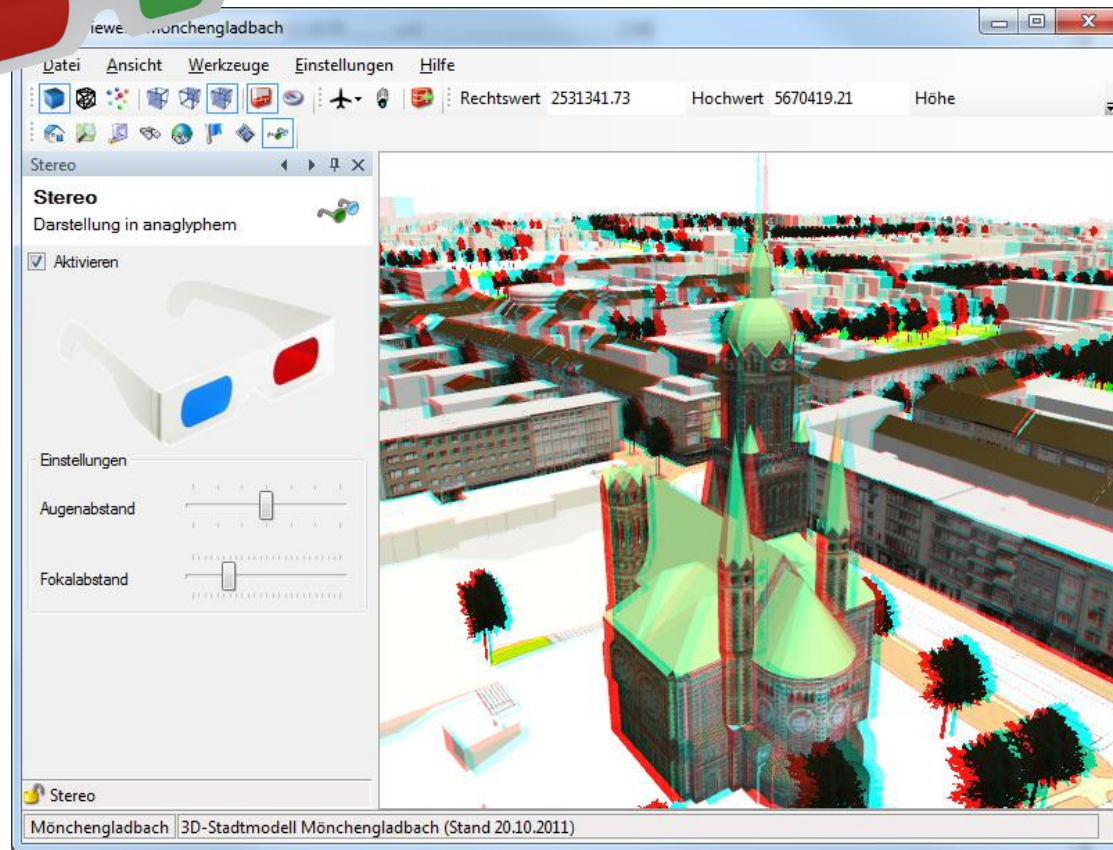 Mönchengladbach
Datei Ansicht Werkzeuge Einstellungen Hilfe
Rechtswert 2531341.73 Hochwert 5670419.21 Höhe
Stereo
Stereo
Darstellung in anaglyphem
Aktivieren
Einstellungen
Augenabstand
Fokalabstand
Stereo
Mönchengladbach 3D-Stadtmodell Mönchengladbach (Stand 20.10.2011)